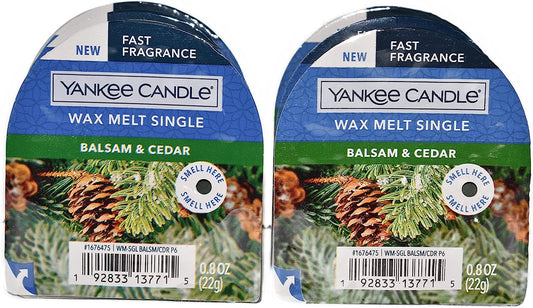 NEW
FAST
FRAGRANCE
YANKEE CANDLE®
WAX MELT SINGLE
BALSAM & CEDAR
SMELL HERE
SMELL HERE
#1676475 WM-SGL BALSM/CDR P6
1 92833 13771 5
0.8 OZ
(22g)
NEW
FAST
FRAGRANCE
YANKEE CANDLE®
WAX MELT SINGLE
BALSAM & CEDAR
SMELL HERE
SMELL HERE
#1676475 WM-SGL BALSM/CDR P6
1 92833 13771 5
0.8 OZ
(22g)